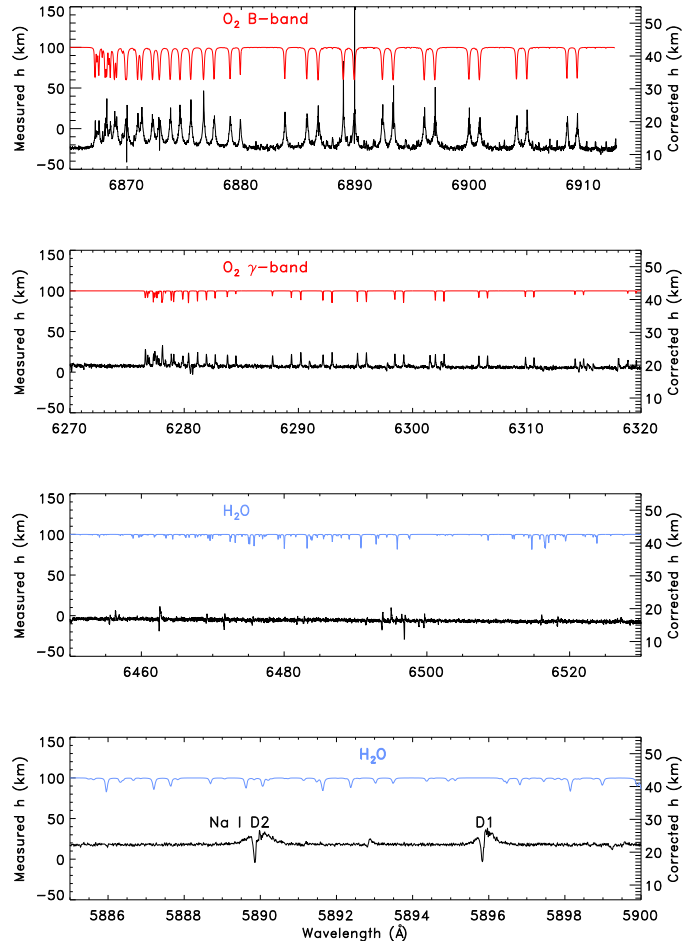 O₂ B-band
Measured h (km)
150
100
50
0
−50
Corrected h (km)
50
40
30
20
10
6870 6880 6890 6900 6910
O₂ γ-band
Measured h (km)
150
100
50
0
−50
Corrected h (km)
50
40
30
20
10
6270 6280 6290 6300 6310 6320
H₂O
Measured h (km)
150
100
50
0
−50
Corrected h (km)
50
40
30
20
10
6460 6480 6500 6520
H₂O
Na I D2 D1
Measured h (km)
150
100
50
0
−50
Corrected h (km)
50
40
30
20
10
5886 5888 5890 5892 5894 5896 5898 5900
Wavelength (Å)